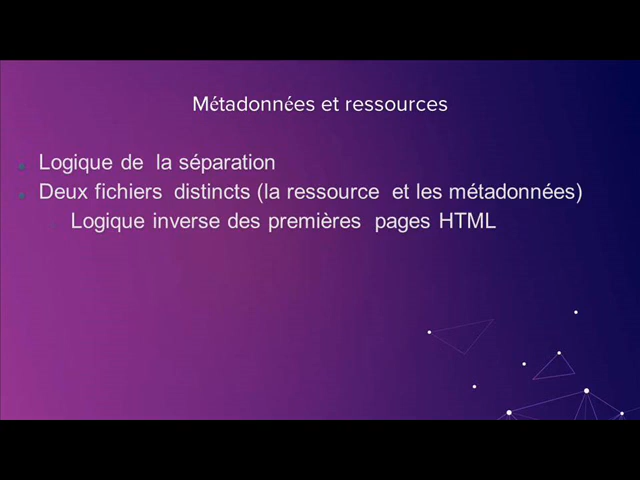 Métadonnées et ressources
Logique de la séparation
Deux fichiers distincts (la ressource et les métadonnées)
Logique inverse des premières pages HTML